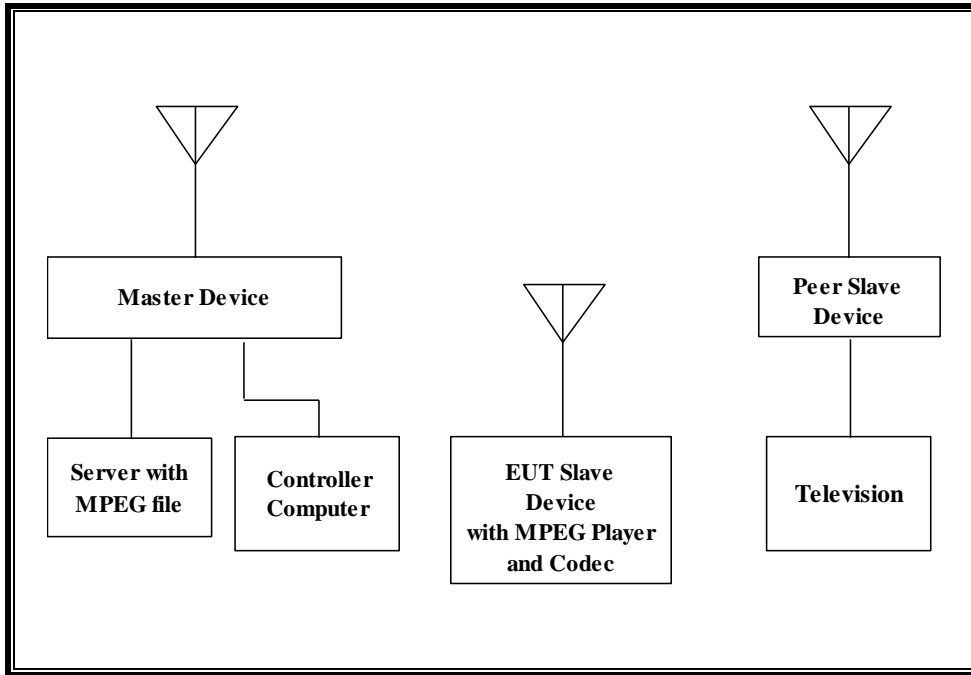 Master Device
Server with
MPEG file
Controller
Computer
EUT Slave
Device
with MPEG Player
and Codec
Peer Slave
Device
Television